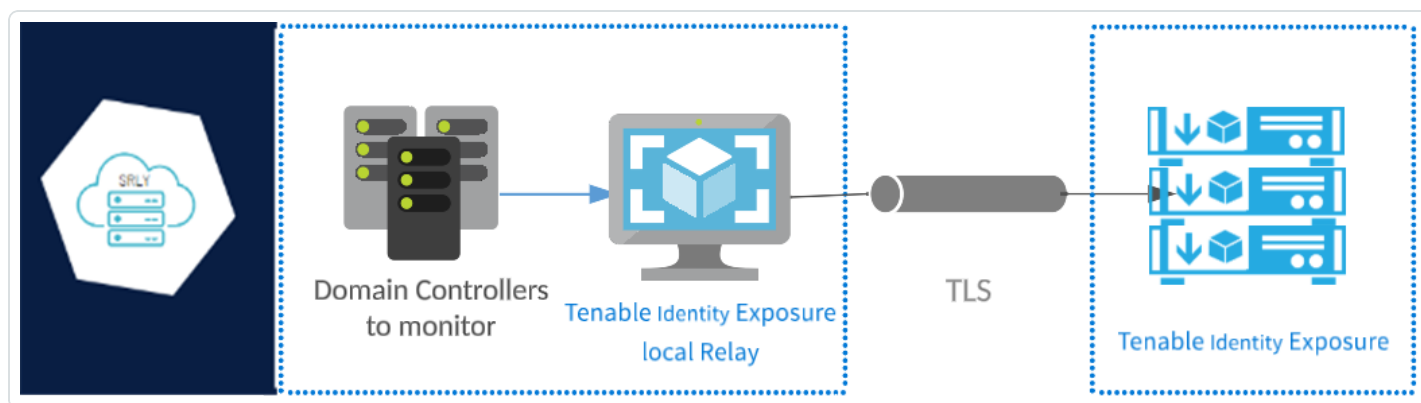 SRLY
Domain Controllers
to monitor
Tenable Identity Exposure
local Relay
TLS
Tenable Identity Exposure